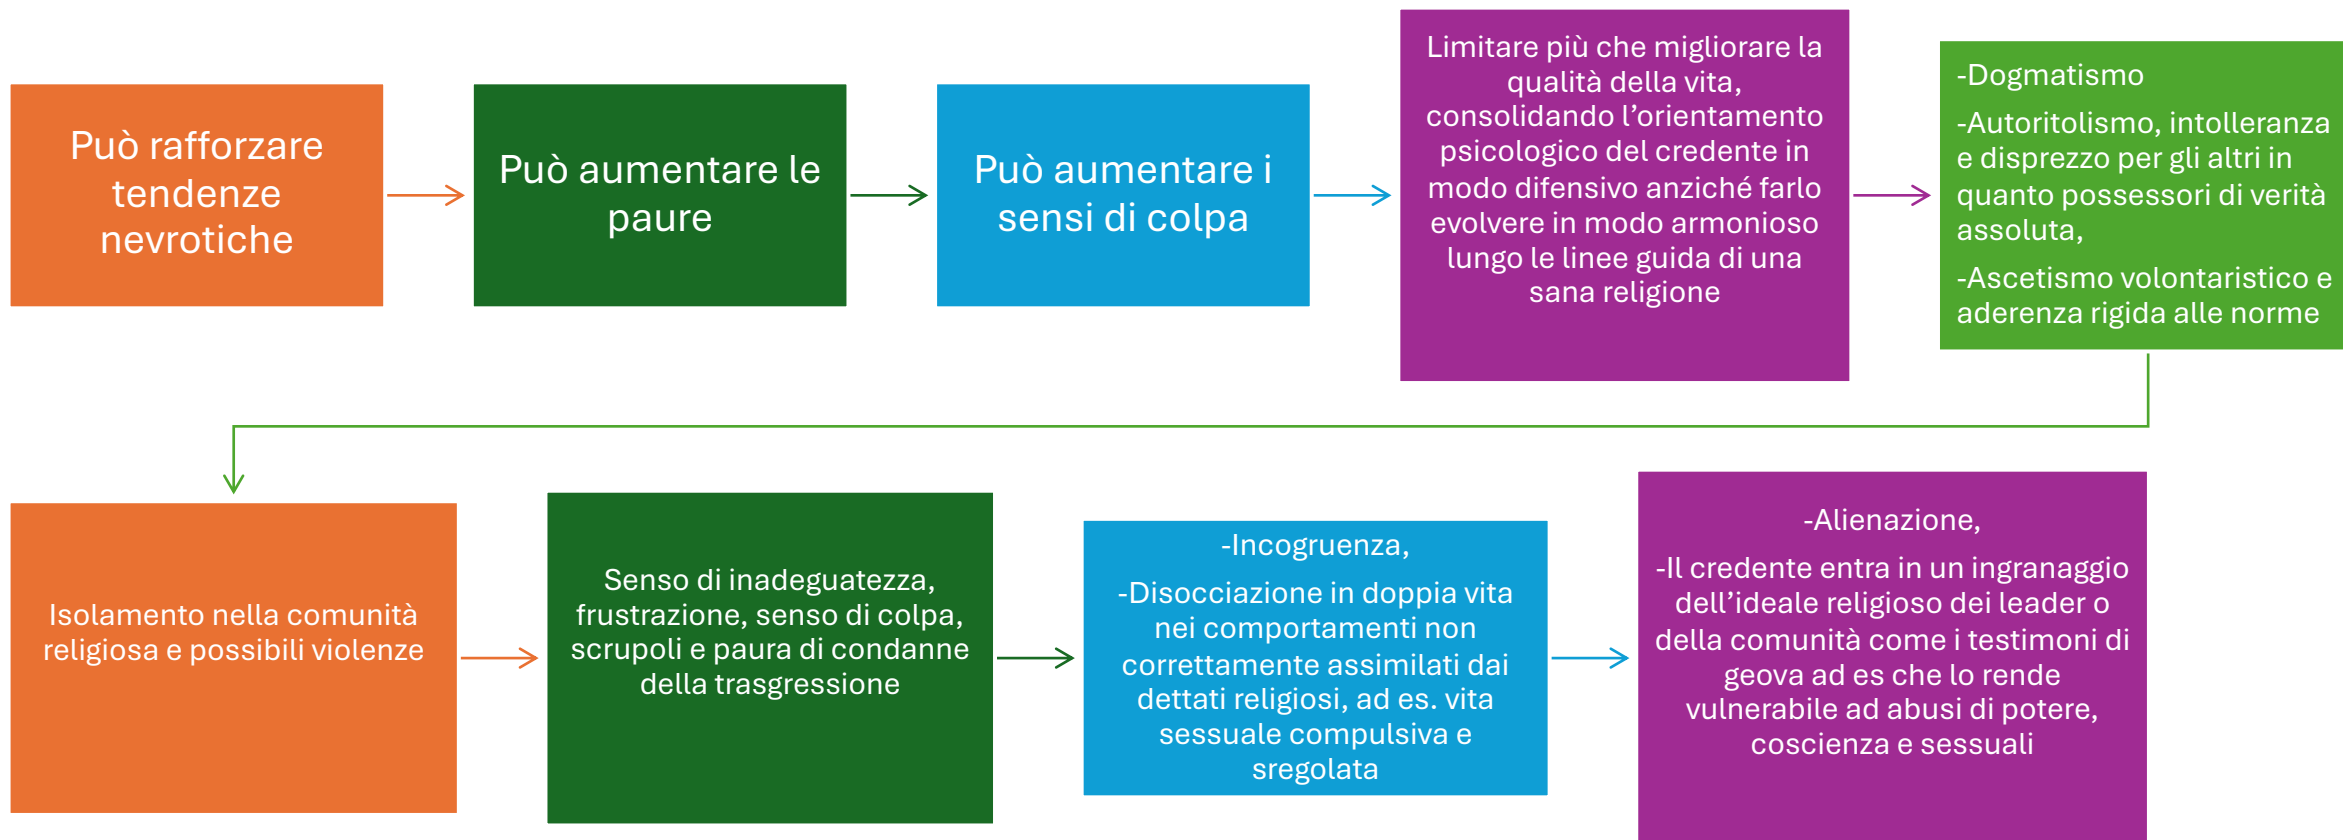 Può rafforzare
tendenze
nevrotiche
Può aumentare le
paure
Può aumentare i
sensi di colpa
Limitare più che migliorare la
qualità della vita,
consolidando l’orientamento
psicologico del credente in
modo difensivo anziché farlo
evolvere in modo armonioso
lungo le linee guida di una
sana religione
-Dogmatismo
-Autoritolismo, intolleranza
e disprezzo per gli altri in
quanto possessori di verità
assoluta,
-Ascetismo volontaristico e
aderenza rigida alle norme
Isolamento nella comunità
religiosa e possibili violenze
Senso di inadeguatezza,
frustrazione, senso di colpa,
scrupoli e paura di condanne
della trasgressione
-Incogruenza,
-Disocciazione in doppia vita
nei comportamenti non
correttamente assimilati dai
dettati religiosi, ad es. vita
sessuale compulsiva e
sregolata
-Alienazione,
-Il credente entra in un ingranaggio
dell’ideale religioso dei leader o
della comunità come i testimoni di
geova ad es che lo rende
vulnerabile ad abusi di potere,
coscienza e sessuali